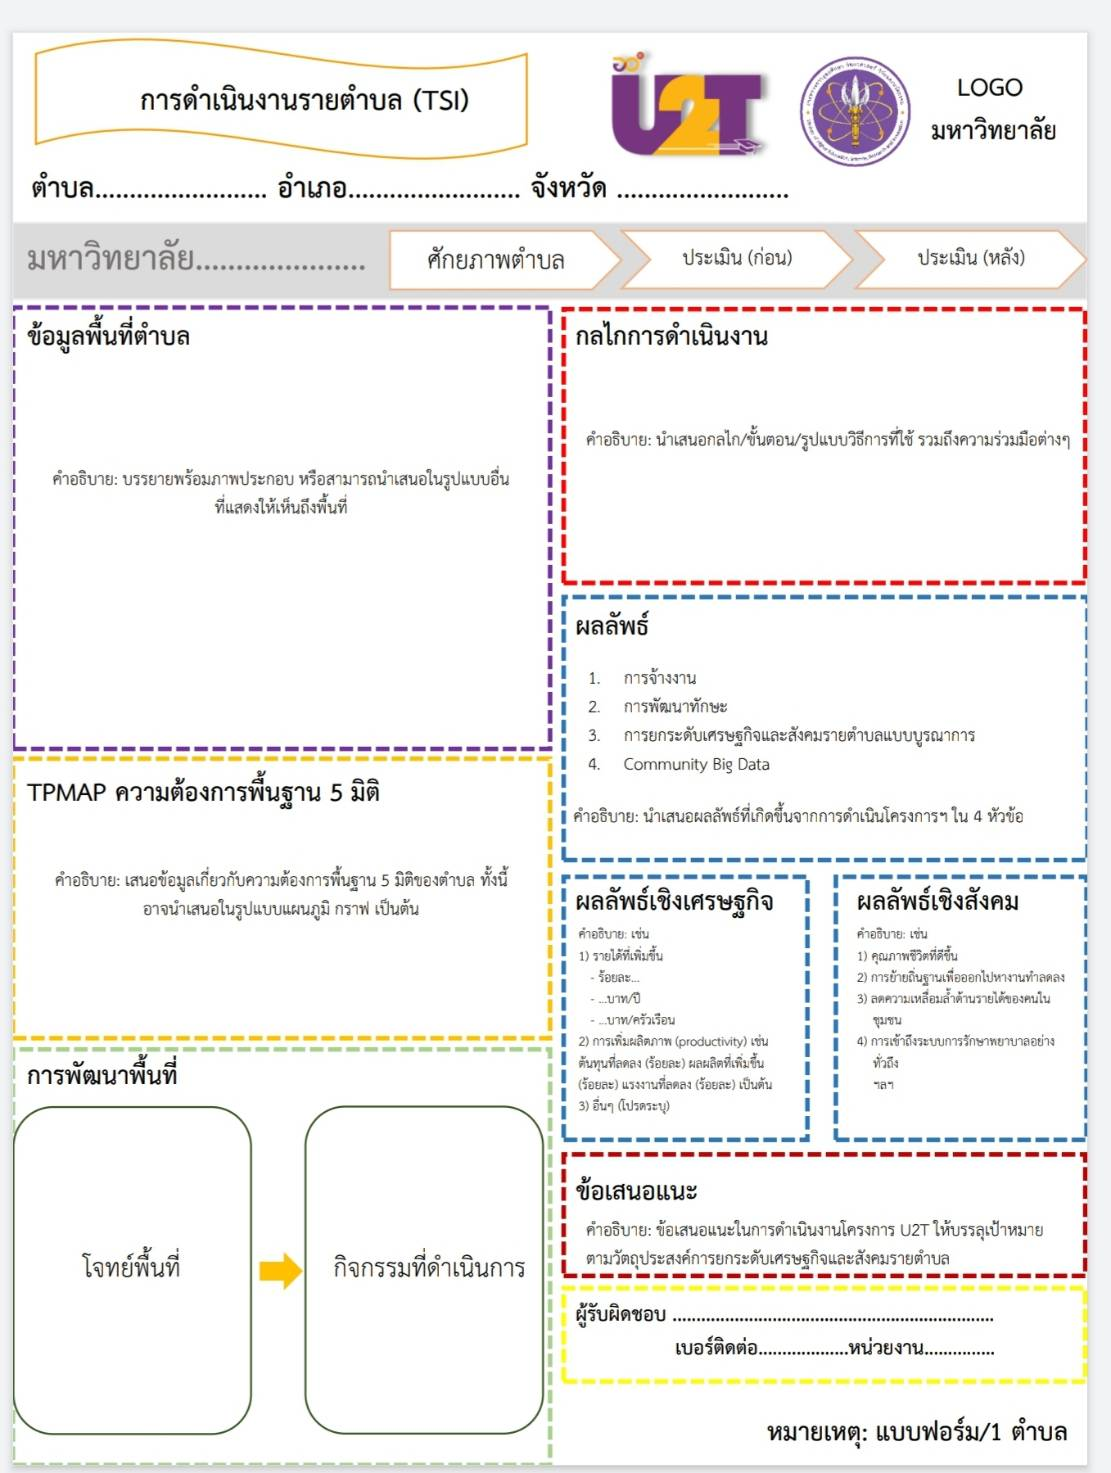 การดำเนินงานรายตำบล (TSI)
U2T
LOGO
มหาวิทยาลัย
ตำบล........................ อำเภอ........................ จังหวัด ........................
มหาวิทยาลัย....................
ศักยภาพตำบล
ประเมิน (ก่อน)
ประเมิน (หลัง)
ข้อมูลพื้นที่ตำบล
คำอธิบาย: บรรยายพร้อมภาพประกอบ หรือสามารถนำเสนอในรูปแบบอื่น
ที่แสดงให้เห็นถึงพื้นที่
TPMAP ความต้องการพื้นฐาน 5 มิติ
คำอธิบาย: เสนอข้อมูลเกี่ยวกับความต้องการพื้นฐาน 5 มิติของตำบล ทั้งนี้
อาจนำเสนอในรูปแบบแผนภูมิ กราฟ เป็นต้น
การพัฒนาพื้นที่
โจทย์พื้นที่
กิจกรรมที่ดำเนินการ
กลไกการดำเนินงาน
คำอธิบาย: นำเสนอกลไก/ขั้นตอน/รูปแบบวิธีการที่ใช้ รวมถึงความร่วมมือต่างๆ
ผลลัพธ์
1. การจ้างงาน
2. การพัฒนาทักษะ
3. การยกระดับเศรษฐกิจและสังคมรายตำบลแบบบูรณาการ
4. Community Big Data
คำอธิบาย: นำเสนอผลลัพธ์ที่เกิดขึ้นจากการดำเนินโครงการฯ ใน 4 หัวข้อ
ผลลัพธ์เชิงเศรษฐกิจ
คำอธิบาย: เช่น
1) รายได้ที่เพิ่มขึ้น
- ร้อยละ...
- ...บาท/ปี
- ...บาท/ครัวเรือน
2) การเพิ่มผลิตภาพ (productivity) เช่น
ต้นทุนที่ลดลง (ร้อยละ) ผลผลิตที่เพิ่มขึ้น
(ร้อยละ) แรงงานที่ลดลง (ร้อยละ) เป็นต้น
3) อื่นๆ (โปรดระบุ)
ผลลัพธ์เชิงสังคม
คำอธิบาย: เช่น
1) คุณภาพชีวิตที่ดีขึ้น
2) การย้ายถิ่นฐานเพื่อออกไปหางานทำลดลง
3) ลดความเหลื่อมล้ำด้านรายได้ของคนใน
ชุมชน
4) การเข้าถึงระบบการรักษาพยาบาลอย่าง
ทั่วถึง
ฯลฯ
ข้อเสนอแนะ
คำอธิบาย: ข้อเสนอแนะในการดำเนินงานโครงการ U2T ให้บรรลุเป้าหมาย
ตามวัตถุประสงค์การยกระดับเศรษฐกิจและสังคมรายตำบล
ผู้รับผิดชอบ ....................................................................
เบอร์ติดต่อ...................หน่วยงาน...............
หมายเหตุ: แบบฟอร์ม/1 ตำบล